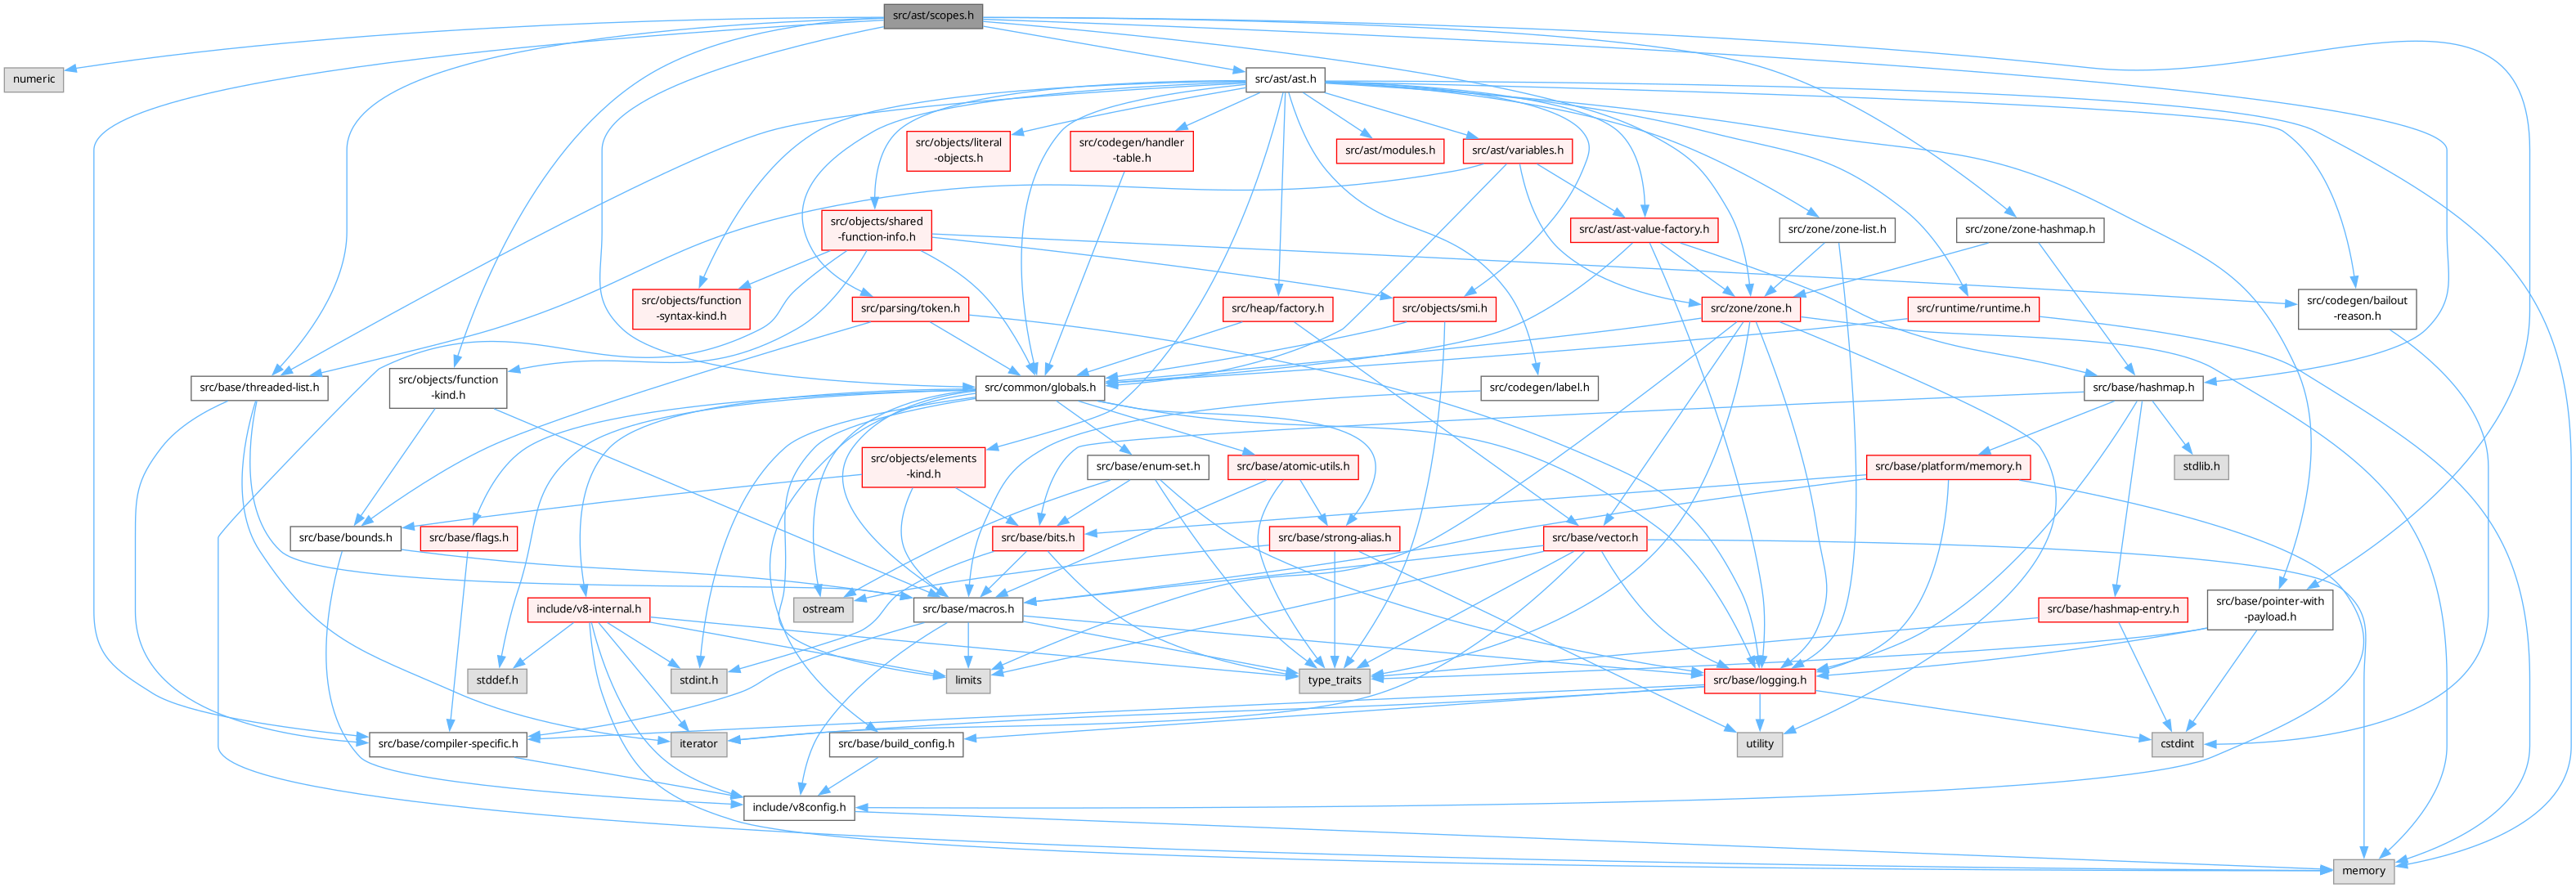 src/ast/scopes.h
numeric
src/ast/ast.h
src/objects/literal
-objects.h
src/codegen/handler
-table.h
src/ast/modules.h
src/ast/variables.h
src/objects/shared
-function-info.h
src/ast/ast-value-factory.h
src/zone/zone-list.h
src/zone/zone-hashmap.h
src/objects/function
-syntax-kind.h
src/parsing/token.h
src/heap/factory.h
src/objects/smi.h
src/zone/zone.h
src/runtime/runtime.h
src/codegen/bailout
-reason.h
src/base/threaded-list.h
src/objects/function
-kind.h
src/common/globals.h
src/codegen/label.h
src/base/hashmap.h
src/objects/elements
-kind.h
src/base/enum-set.h
src/base/atomic-utils.h
src/base/platform/memory.h
stdlib.h
src/base/bounds.h
src/base/flags.h
src/base/bits.h
src/base/strong-alias.h
src/base/vector.h
include/v8-internal.h
ostream
src/base/macros.h
src/base/hashmap-entry.h
src/base/pointer-with
-payload.h
stddef.h
stdint.h
limits
type_traits
src/base/logging.h
src/base/compiler-specific.h
iterator
src/base/build_config.h
utility
cstdint
include/v8config.h
memory